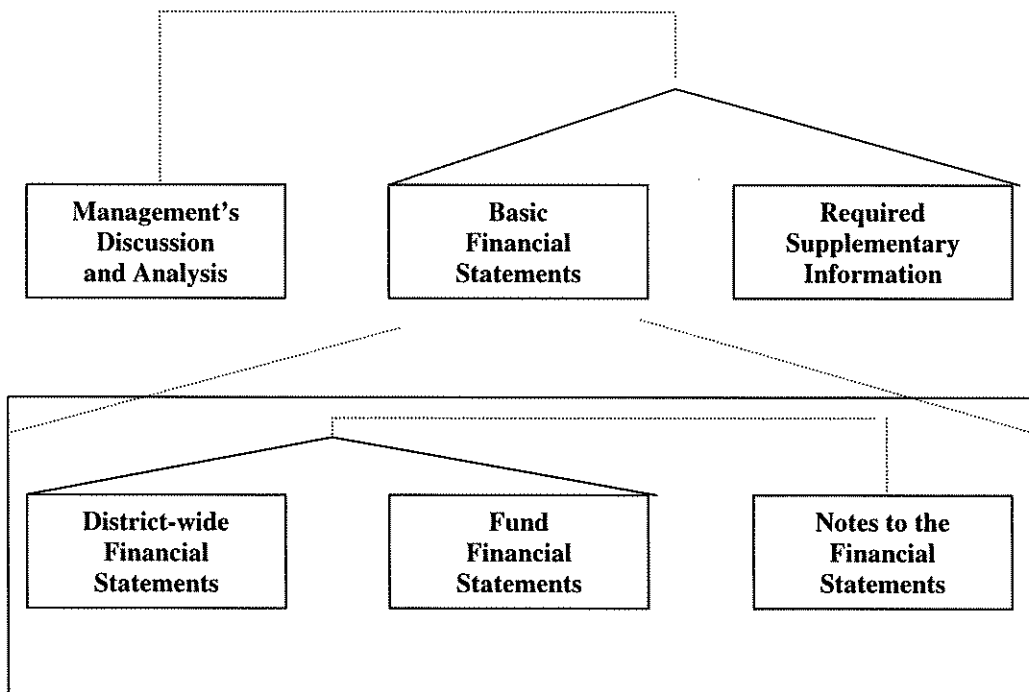 Management's
Discussion
and Analysis
Basic
Financial
Statements
Required
Supplementary
Information
District-wide
Financial
Statements
Fund
Financial
Statements
Notes to the
Financial
Statements